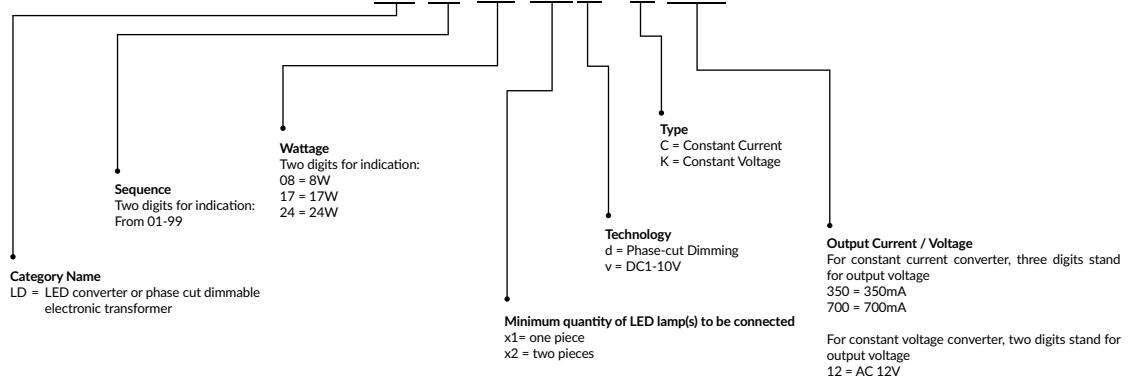 Category Name
LD = LED converter or phase cut dimmable
electronic transformer
Sequence
Two digits for indication:
From 01-99
Wattage
Two digits for indication:
08 = 8W
17 = 17W
24 = 24W
Minimum quantity of LED lamp(s) to be connected
x1= one piece
x2 = two pieces
Technology
d = Phase-cut Dimming
v = DC1-10V
Type
C = Constant Current
K = Constant Voltage
Output Current / Voltage
For constant current converter, three digits stand
for output voltage
350 = 350mA
700 = 700mA
For constant voltage converter, two digits stand for
output voltage
12 = AC 12V